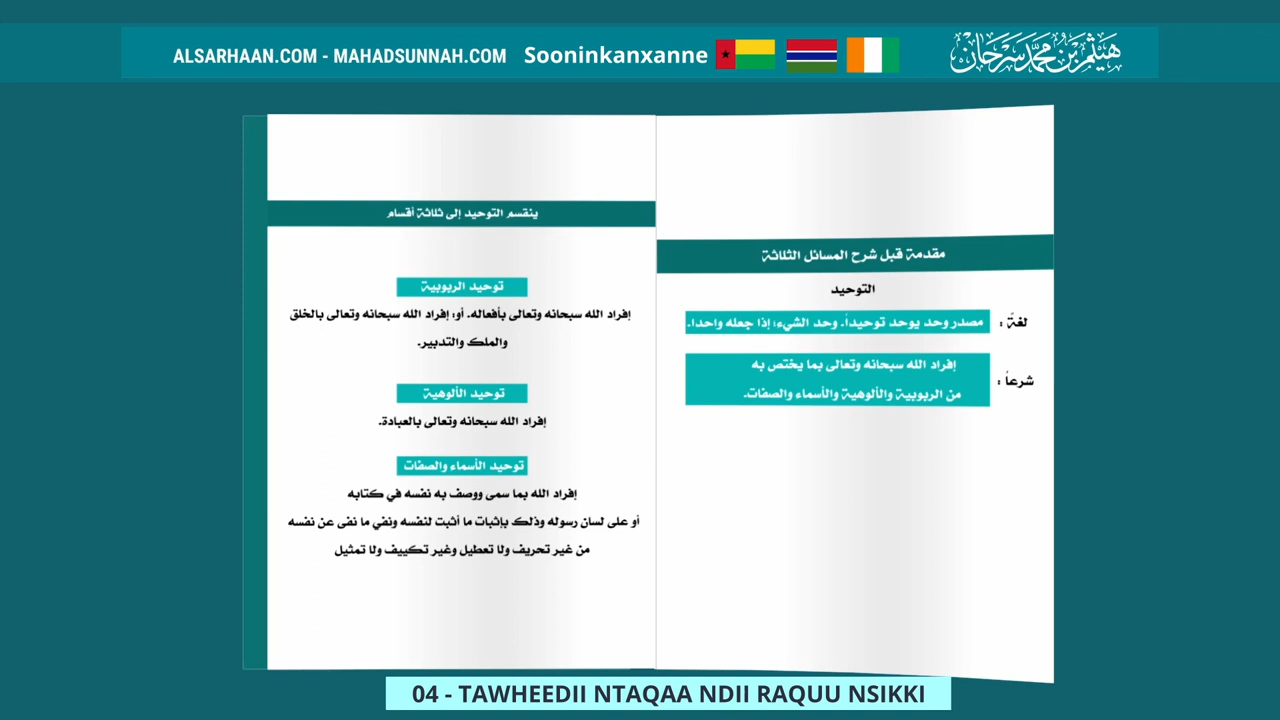 ALSARHAAN.COM - MAHADSUNNAH.COM Sooninkanxanne
هيثم بن محمد سرحان
مقدمة قبل شرح المسائل الثلاثة
التوحيد
لغةً : مصدر وحد يوحد توحيداً. وحد الشيء؛ إذا جعله واحدا.
شرعاً : إفراد الله سبحانه وتعالى بما يختص به
من الربوبية والألوهية والأسماء والصفات.
ينقسم التوحيد إلى ثلاثة أقسام
توحيد الربوبية
إفراد الله سبحانه وتعالى بأفعاله. أو؛ إفراد الله سبحانه وتعالى بالخلق
والملك والتدبير.
توحيد الألوهية
إفراد الله سبحانه وتعالى بالعبادة.
توحيد الأسماء والصفات
إفراد الله بما سمى ووصف به نفسه في كتابه
أو على لسان رسوله وذلك بإثبات ما أثبت لنفسه ونفي ما نفى عن نفسه
من غير تحريف ولا تعطيل وغير تكييف ولا تمثيل
04 - TAWHEEDII NTAQAA NDII RAQUU NSIKKI